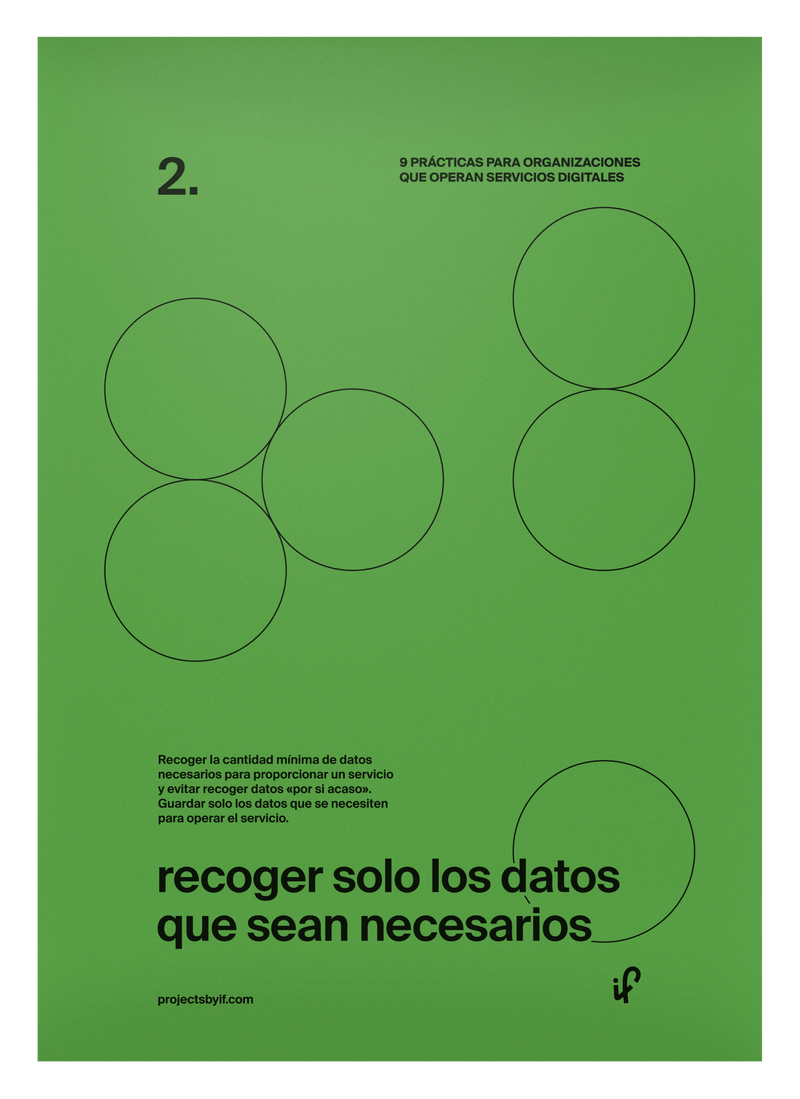 2.
9 PRÁCTICAS PARA ORGANIZACIONES
QUE OPERAN SERVICIOS DIGITALES
Recoger la cantidad mínima de datos
necesarios para proporcionar un servicio
y evitar recoger datos «por si acaso».
Guardar solo los datos que se necesiten
para operar el servicio.
recoger solo los datos
que sean necesarios
projectsbyif.com
if